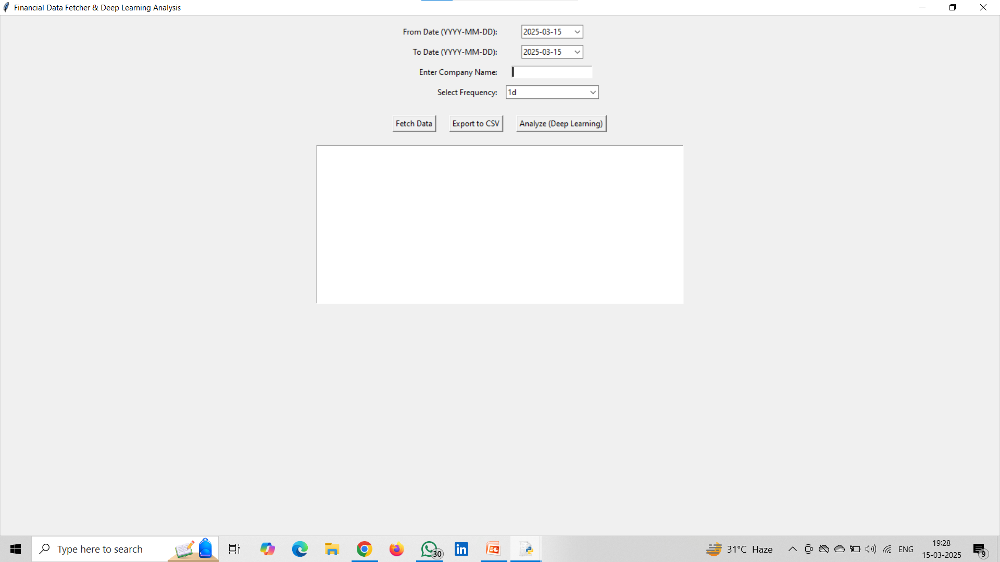 Financial Data Fetcher & Deep Learning Analysis
From Date (YYYY-MM-DD): 2025-03-15
To Date (YYYY-MM-DD): 2025-03-15
Enter Company Name:
Select Frequency: 1d
Fetch Data Export to CSV Analyze (Deep Learning)
Type here to search 30 in 31°C Haze ENG 19:28
15-03-2025 9